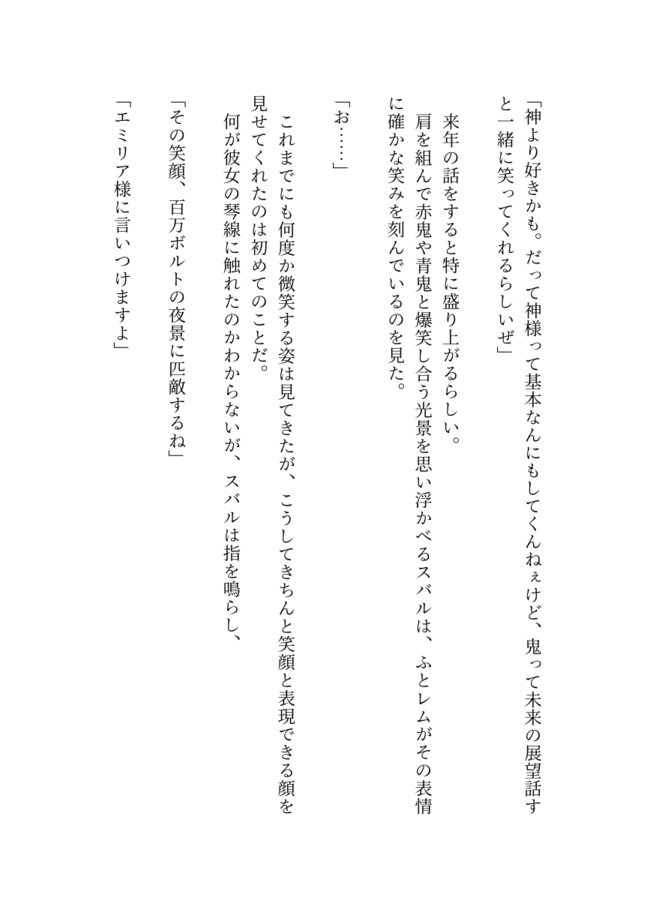 「神より好きかも。だって神様って基本なんにもしてくんねぇけど、鬼って未来の展望話す
と一緒に笑ってくれるらしいぜ」
来年の話をすると特に盛り上がるらしい。
肩を組んで赤鬼や青鬼と爆笑し合う光景を思い浮かべるスバルは、ふとレムがその表情
に確かな笑みを刻んでいるのを見た。
「お……」
これまでにも何度か微笑する姿は見てきたが、こうしてきちんと笑顔と表現できる顔を
見せてくれたのは初めてのことだ。
何が彼女の琴線に触れたのかわからないが、スバルは指を鳴らし、
「その笑顔、百万ボルトの夜景に匹敵するね」
「エミリア様に言いつけますよ」